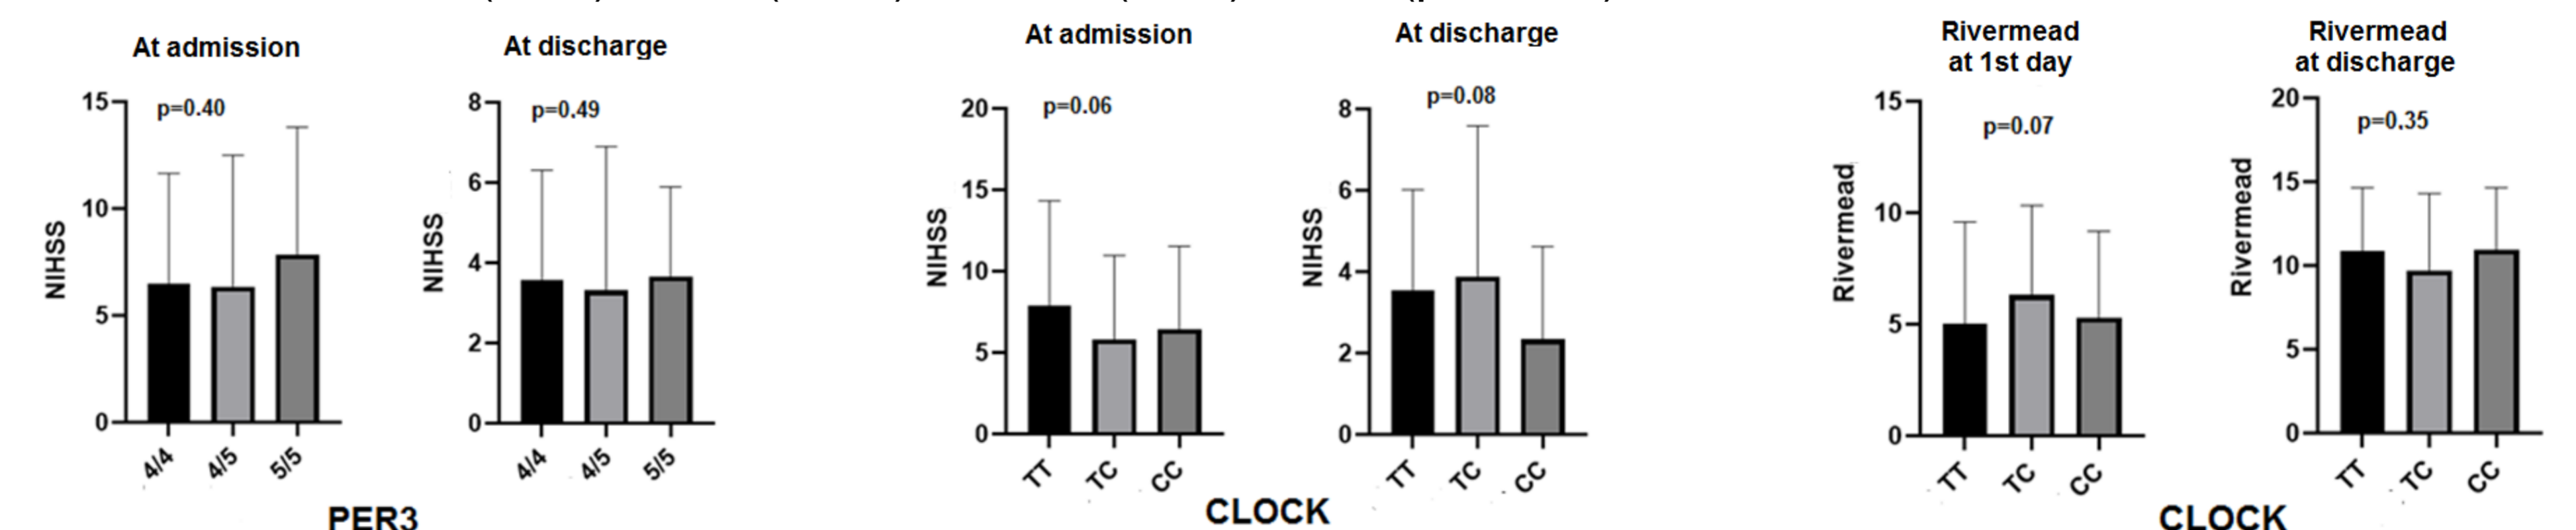 At admission
p=0.40
NIHSS
15
10
5
0
4/4 4/5 5/5
At discharge
p=0.49
NIHSS
8
6
4
2
0
4/4 4/5 5/5
PER3
At admission
p=0.06
NIHSS
20
15
10
5
0
TT TC CC
At discharge
p=0.08
NIHSS
8
6
4
2
0
TT TC CC
CLOCK
Rivermead
at 1st day
p=0.07
Rivermead
15
10
5
0
TT TC CC
Rivermead
at discharge
p=0.35
Rivermead
20
15
10
5
0
TT TC CC
CLOCK